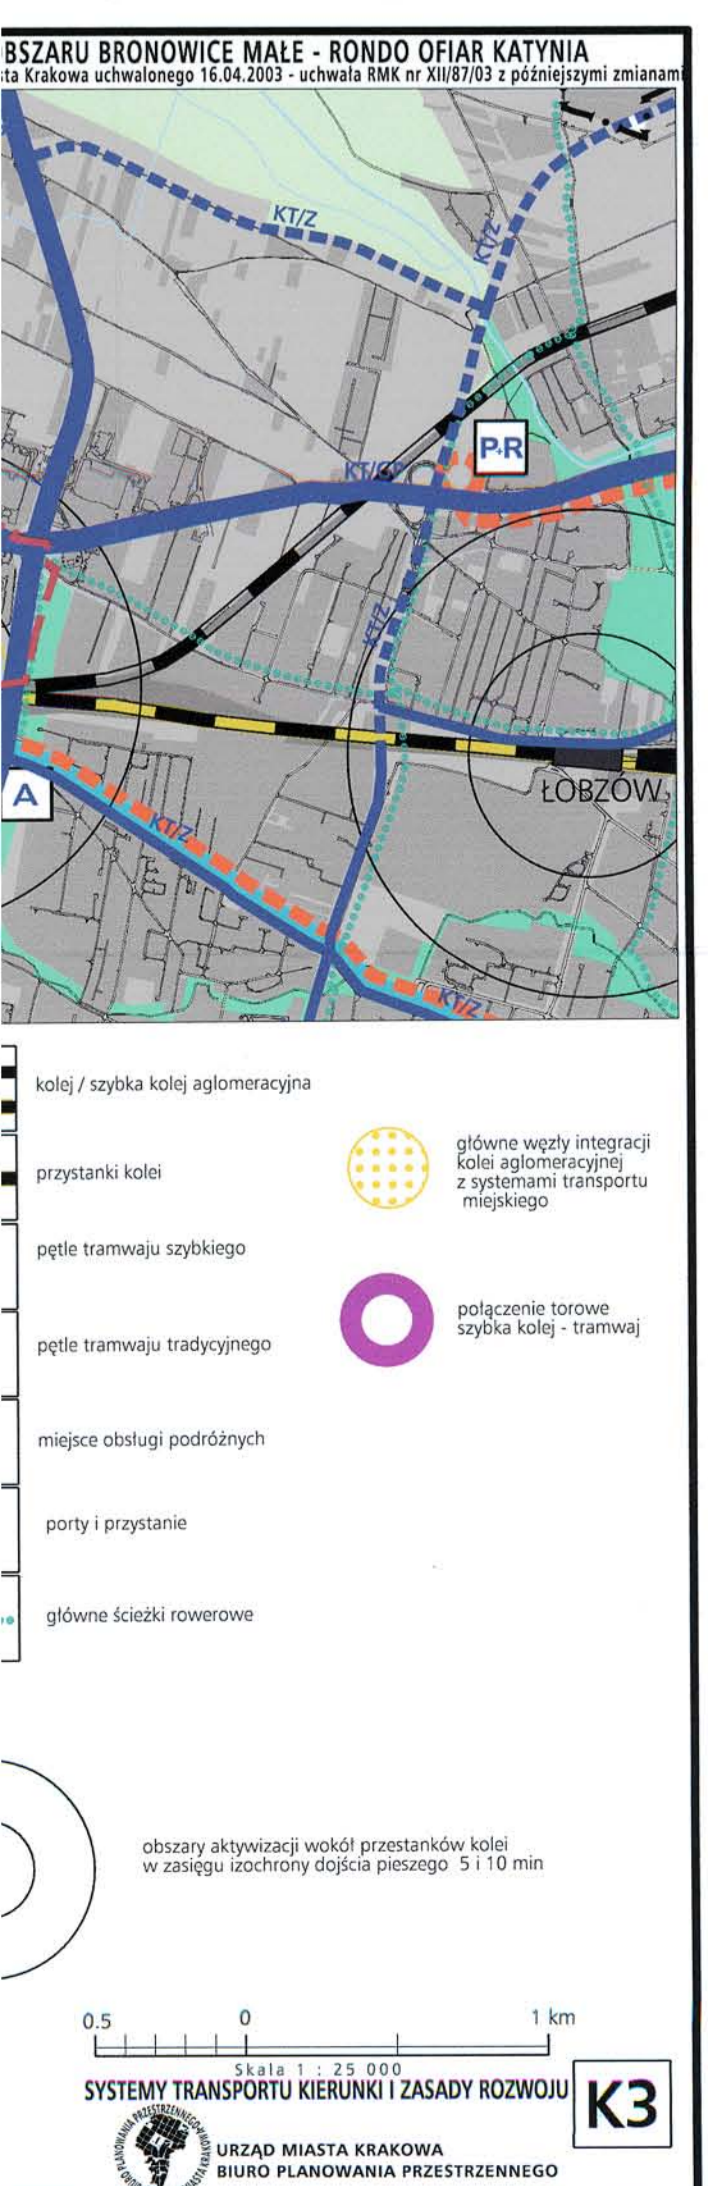 BSZARU BRONOWICE MAŁE - RONDO OFIAR KATYNIA
sta Krakowa uchwalonego 16.04.2003 - uchwała RMK nr XII/87/03 z późniejszymi zmianami
KT/Z
KT/Z
P+R
KT/GP
KT/Z
ŁOBZÓW
A
KT/Z
KT/Z
kolej / szybka kolej aglomeracyjna
przystanki kolei
pętle tramwaju szybkiego
pętle tramwaju tradycyjnego
miejsce obsługi podróżnych
porty i przystanie
główne ścieżki rowerowe
główne węzły integracji
kolei aglomeracyjnej
z systemami transportu
miejskiego
połączenie torowe
szybka kolej - tramwaj
obszary aktywizacji wokół przestanków kolei
w zasięgu izochrony dojścia pieszego 5 i 10 min
0.5 0 1 km
Skala 1 : 25 000
SYSTEMY TRANSPORTU KIERUNKI I ZASADY ROZWOJU
K3
URZĄD MIASTA KRAKOWA
BIURO PLANOWANIA PRZESTRZENNEGO